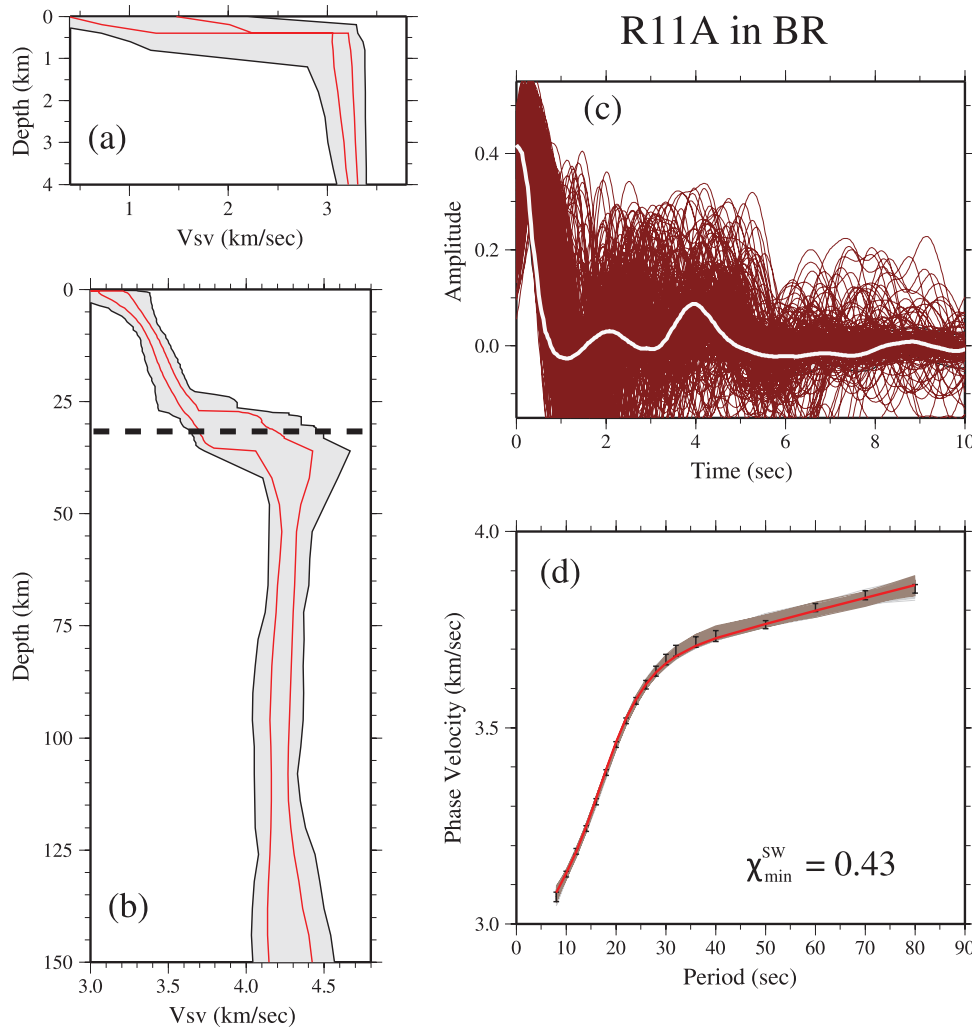 R11A in BR
0
1
2
3
4
Depth (km)
(a)
1
2
3
Vsv (km/sec)
0
25
50
75
100
125
150
Depth (km)
(b)
3.0
3.5
4.0
4.5
Vsv (km/sec)
0.4
0.2
0.0
Amplitude
(c)
0
2
4
6
8
10
Time (sec)
4.0
3.5
3.0
Phase Velocity (km/sec)
(d)
χ SW min = 0.43
0 10 20 30 40 50 60 70 80 90
Period (sec)